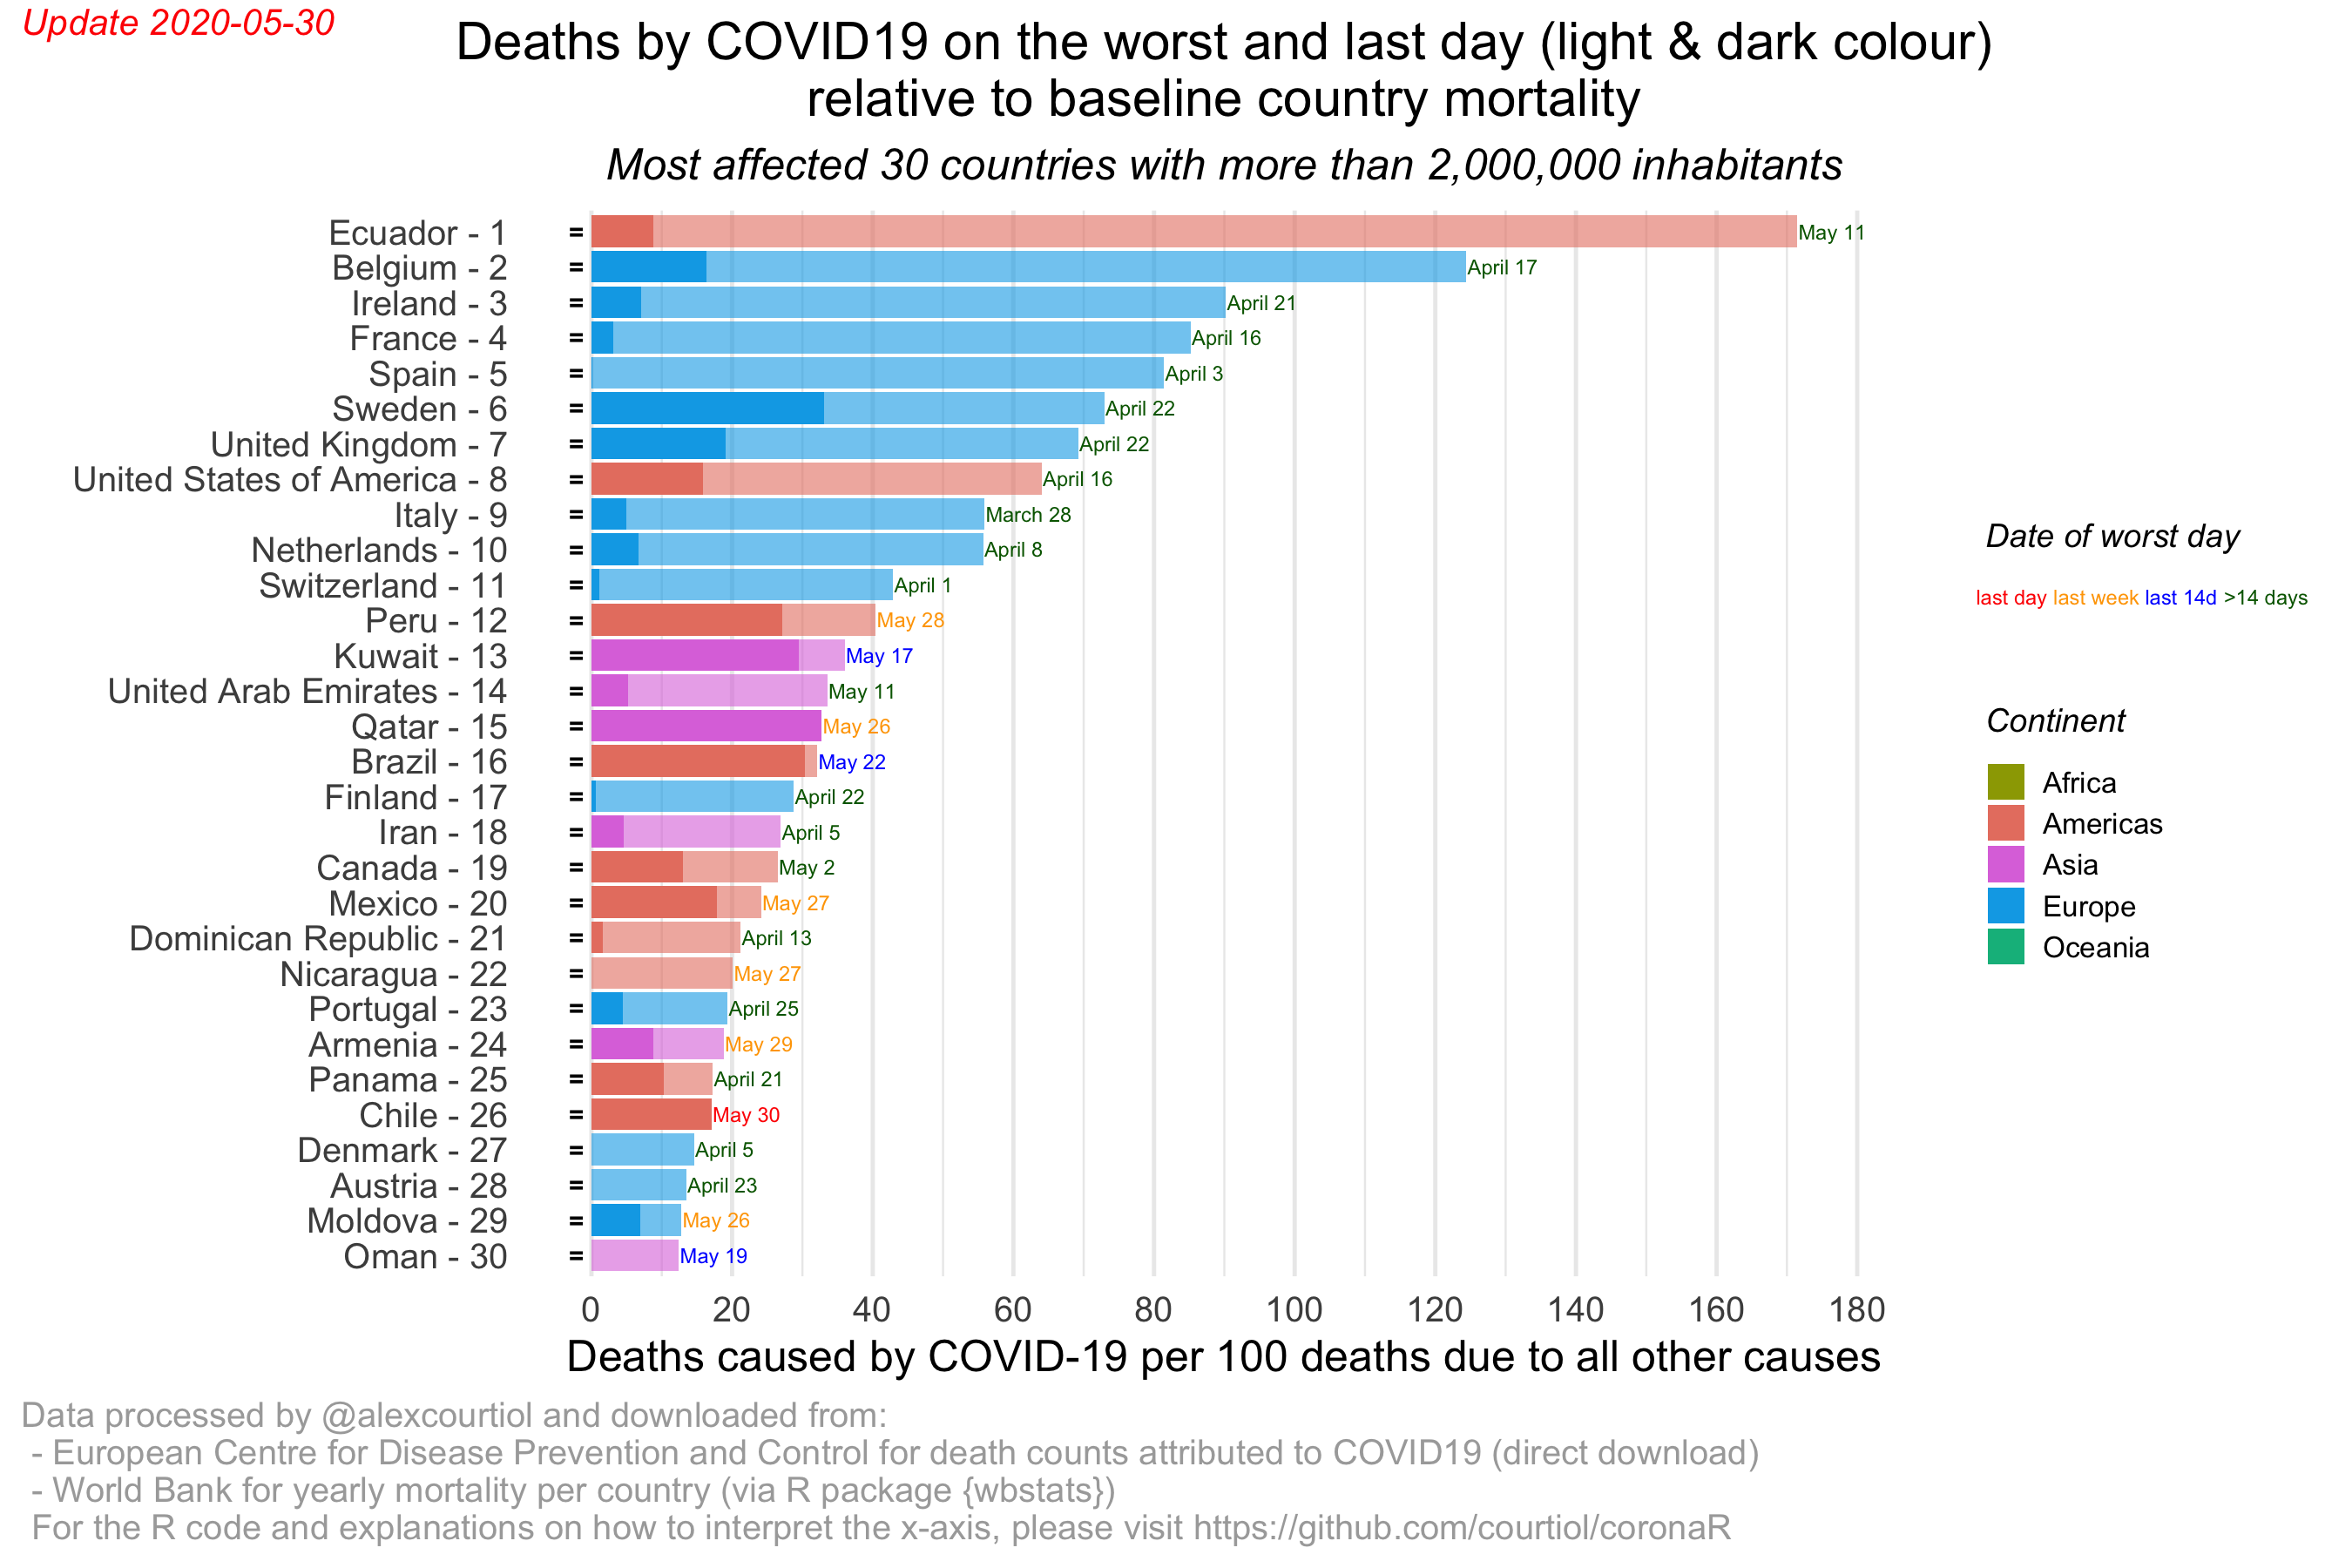 Update 2020-05-30
Deaths by COVID19 on the worst and last day (light & dark colour)
relative to baseline country mortality
Most affected 30 countries with more than 2,000,000 inhabitants
Ecuador - 1 = May 11
Belgium - 2 = April 17
Ireland - 3 = April 21
France - 4 = April 16
Spain - 5 = April 3
Sweden - 6 = April 22
United Kingdom - 7 = April 22
United States of America - 8 = April 16
Italy - 9 = March 28
Netherlands - 10 = April 8
Switzerland - 11 = April 1
Peru - 12 = May 28
Kuwait - 13 = May 17
United Arab Emirates - 14 = May 11
Qatar - 15 = May 26
Brazil - 16 = May 22
Finland - 17 = April 22
Iran - 18 = April 5
Canada - 19 = May 2
Mexico - 20 = May 27
Dominican Republic - 21 = April 13
Nicaragua - 22 = May 27
Portugal - 23 = April 25
Armenia - 24 = May 29
Panama - 25 = April 21
Chile - 26 = May 30
Denmark - 27 = April 5
Austria - 28 = April 23
Moldova - 29 = May 26
Oman - 30 = May 19
0 20 40 60 80 100 120 140 160 180
Deaths caused by COVID-19 per 100 deaths due to all other causes
Date of worst day
last day last week last 14d >14 days
Continent
Africa
Americas
Asia
Europe
Oceania
Data processed by @alexcourtiol and downloaded from:
- European Centre for Disease Prevention and Control for death counts attributed to COVID19 (direct download)
- World Bank for yearly mortality per country (via R package {wbstats})
For the R code and explanations on how to interpret the x-axis, please visit https://github.com/courtiol/coronaR